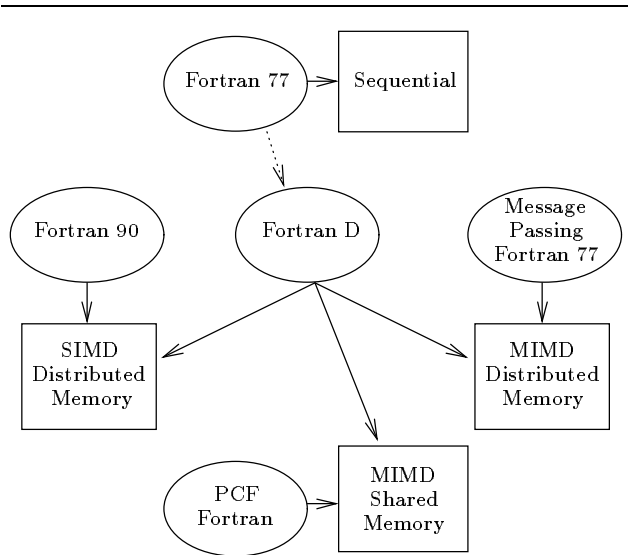 Fortran 77
Sequential
Fortran 90
Fortran D
Message
Passing
Fortran 77
SIMD
Distributed
Memory
MIMD
Distributed
Memory
PCF
Fortran
MIMD
Shared
Memory